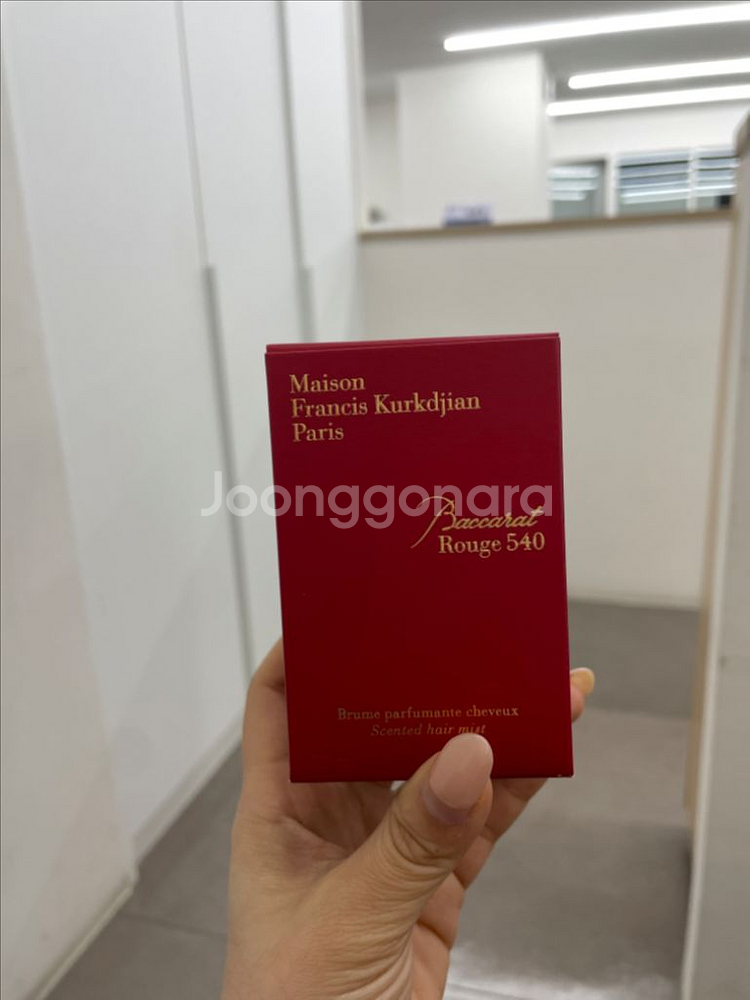 Maison
Francis Kurkdjian
Paris
Joonggonara
Baccarat
Rouge 540
Brume parfumante cheveux
Scented hair mist